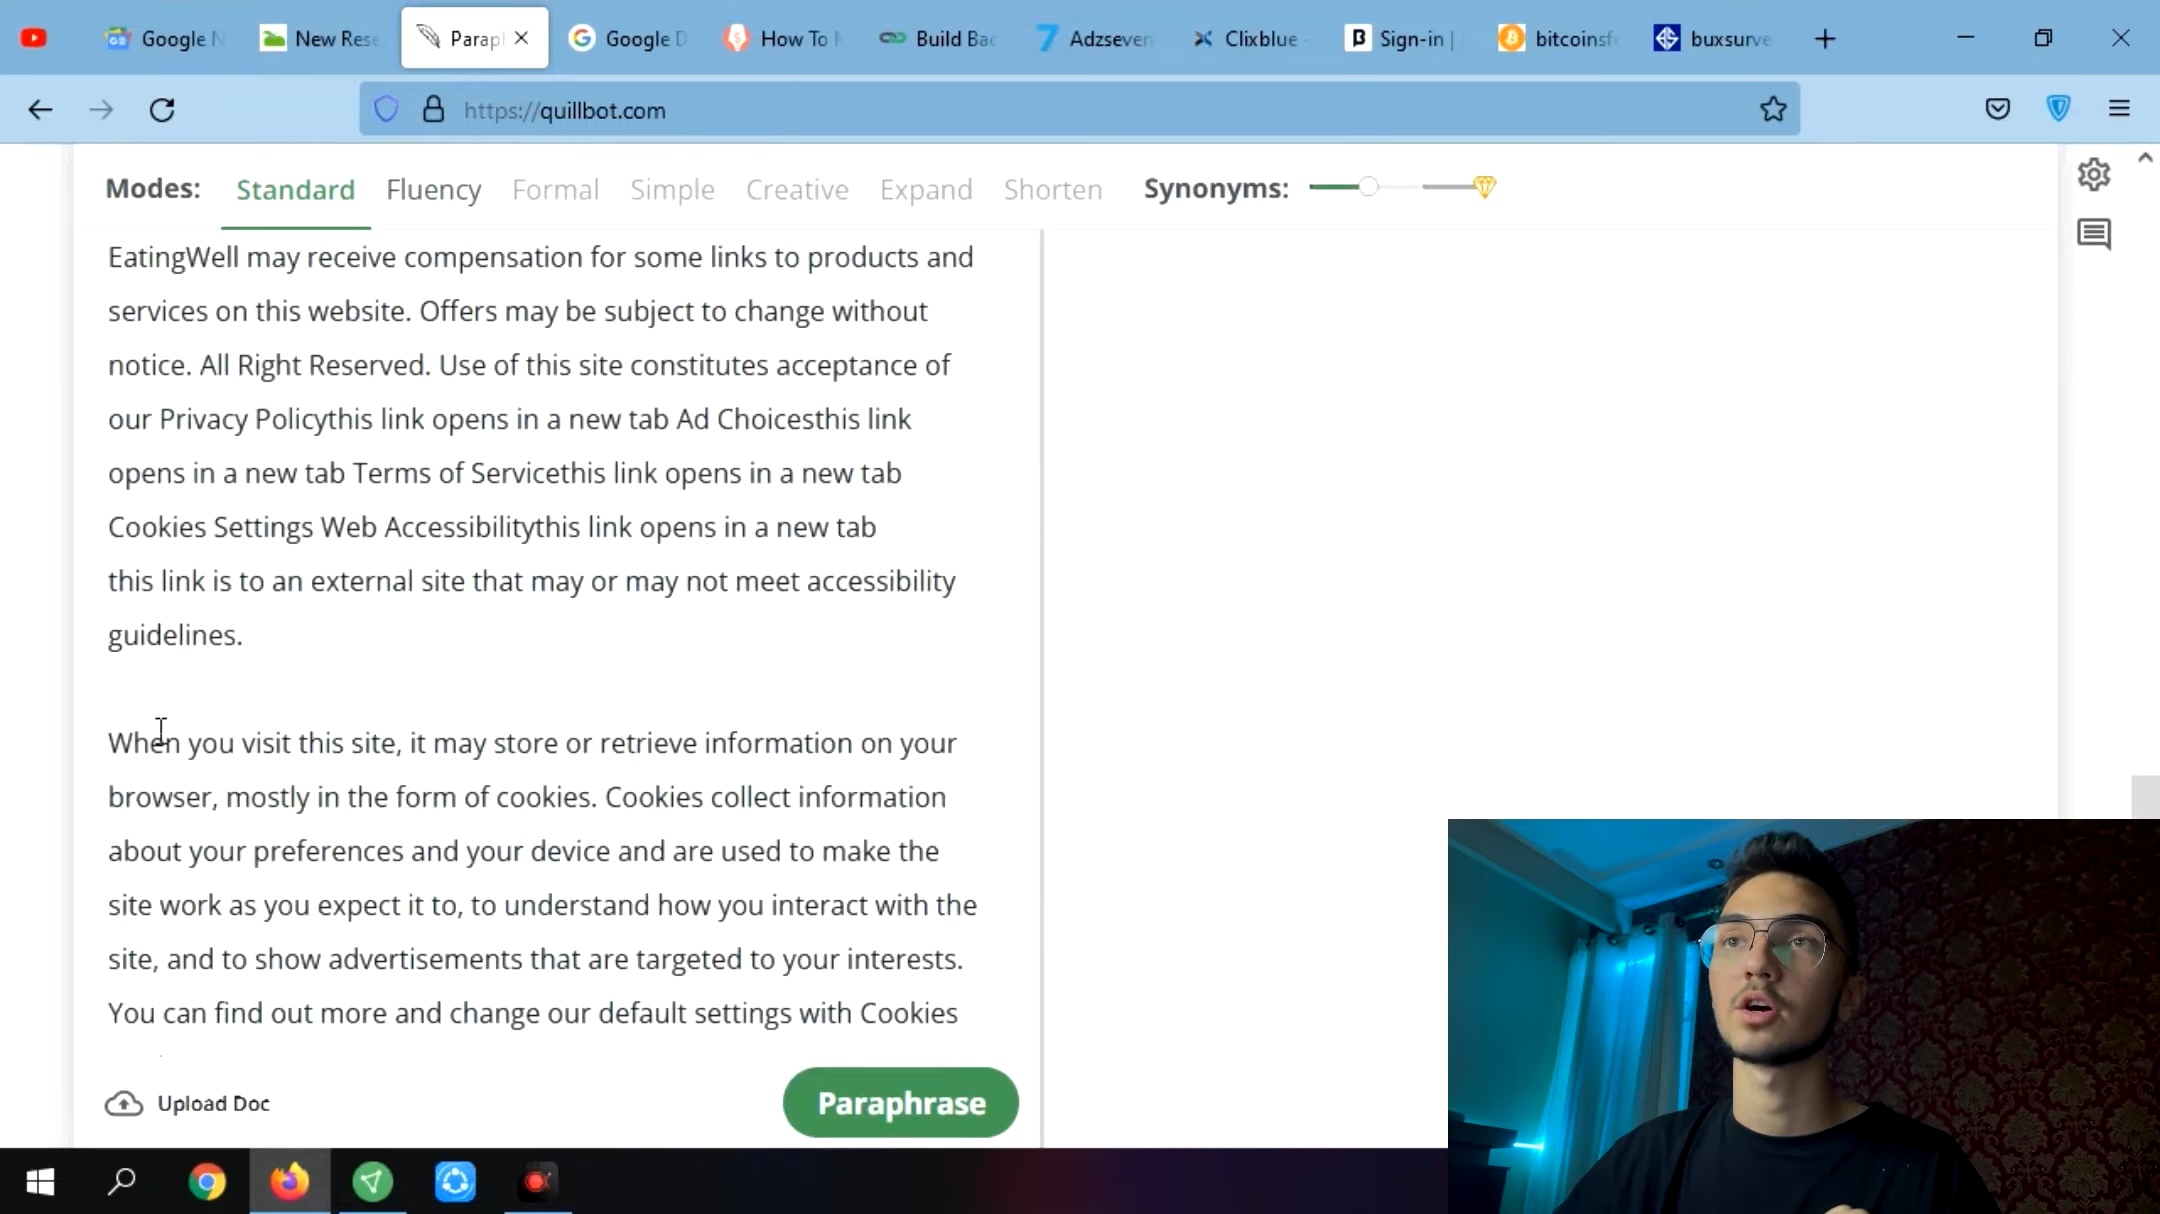 Google N
New Rese
Parap
Google D
How To M
Build Bac
Adzseven
Clixblue -
Sign-in |
bitcoinsf
buxsurve
https://quillbot.com
Modes: Standard Fluency Formal Simple Creative Expand Shorten Synonyms:
EatingWell may receive compensation for some links to products and
services on this website. Offers may be subject to change without
notice. All Right Reserved. Use of this site constitutes acceptance of
our Privacy Policythis link opens in a new tab Ad Choicesthis link
opens in a new tab Terms of Servicethis link opens in a new tab
Cookies Settings Web Accessibilitythis link opens in a new tab
this link is to an external site that may or may not meet accessibility
guidelines.
When you visit this site, it may store or retrieve information on your
browser, mostly in the form of cookies. Cookies collect information
about your preferences and your device and are used to make the
site work as you expect it to, to understand how you interact with the
site, and to show advertisements that are targeted to your interests.
You can find out more and change our default settings with Cookies
Upload Doc
Paraphrase